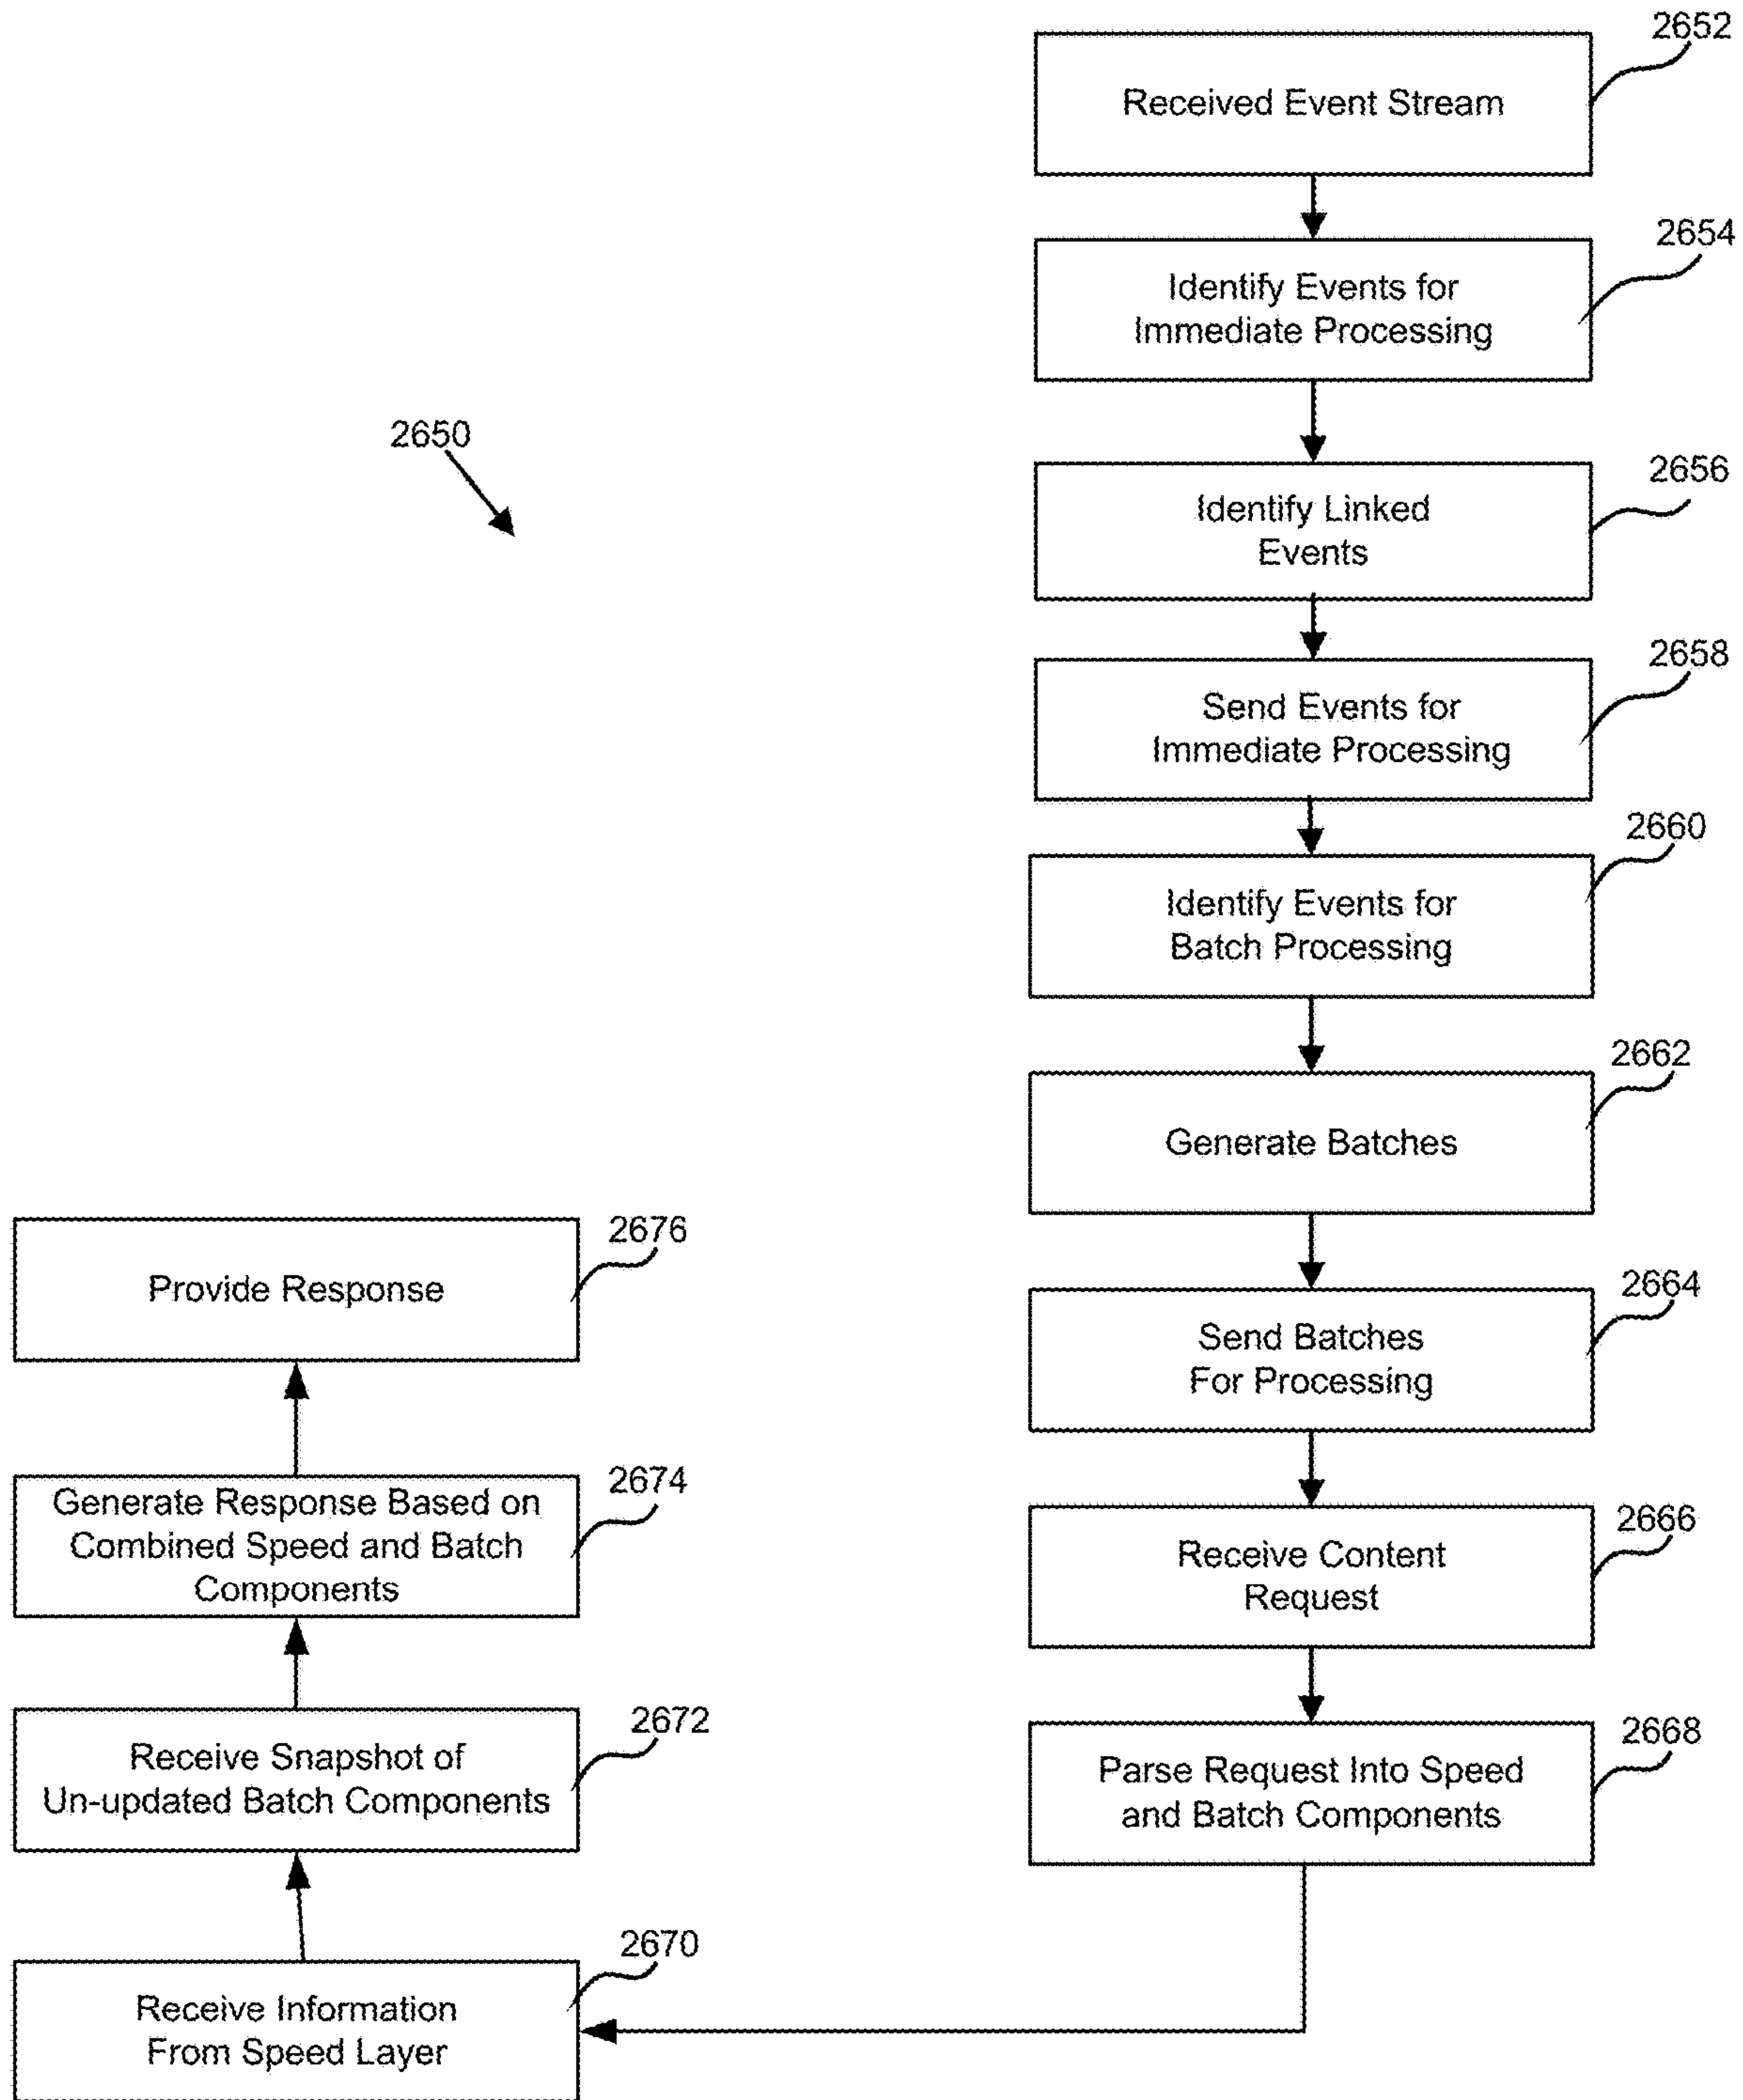 2652
Received Event Stream
2654
Identify Events for
Immediate Processing
2650
2656
Identify Linked
Events
2658
Send Events for
Immediate Processing
2660
Identify Events for
Batch Processing
2662
Generate Batches
2664
Send Batches
For Processing
2666
Receive Content
Request
2668
Parse Request Into Speed
and Batch Components
2670
Receive Information
From Speed Layer
2672
Receive Snapshot of
Un-updated Batch Components
2674
Generate Response Based on
Combined Speed and Batch
Components
2676
Provide Response